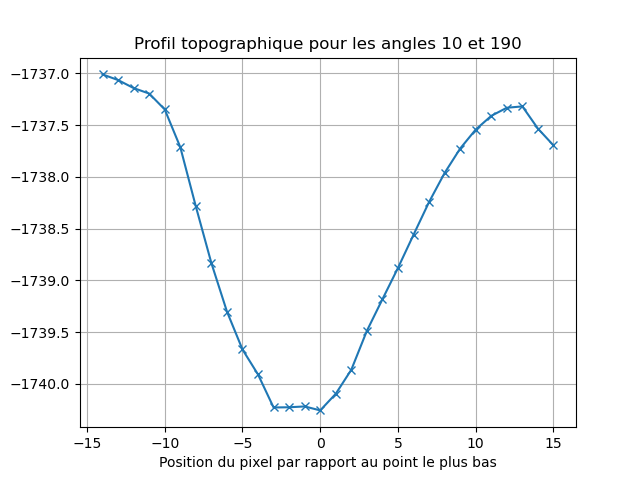 Profil topographique pour les angles 10 et 190
−1737.0
−1737.5
−1738.0
−1738.5
−1739.0
−1739.5
−1740.0
−15 −10 −5 0 5 10 15
Position du pixel par rapport au point le plus bas